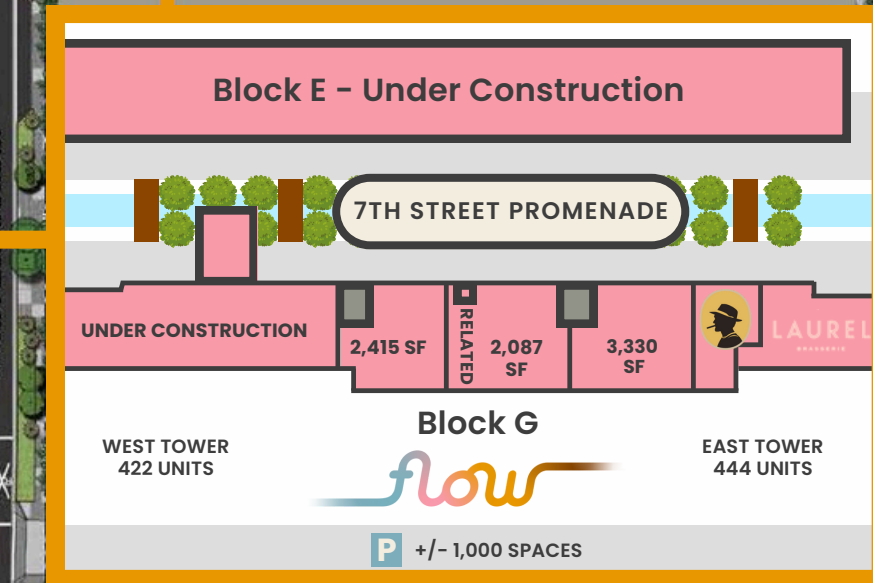 Block E - Under Construction
7TH STREET PROMENADE
UNDER CONSTRUCTION
2,415 SF
RELATED
2,087
SF
3,330
SF
LAUREL
BRASSERIE
Block G
WEST TOWER
422 UNITS
flow
EAST TOWER
444 UNITS
P +/- 1,000 SPACES